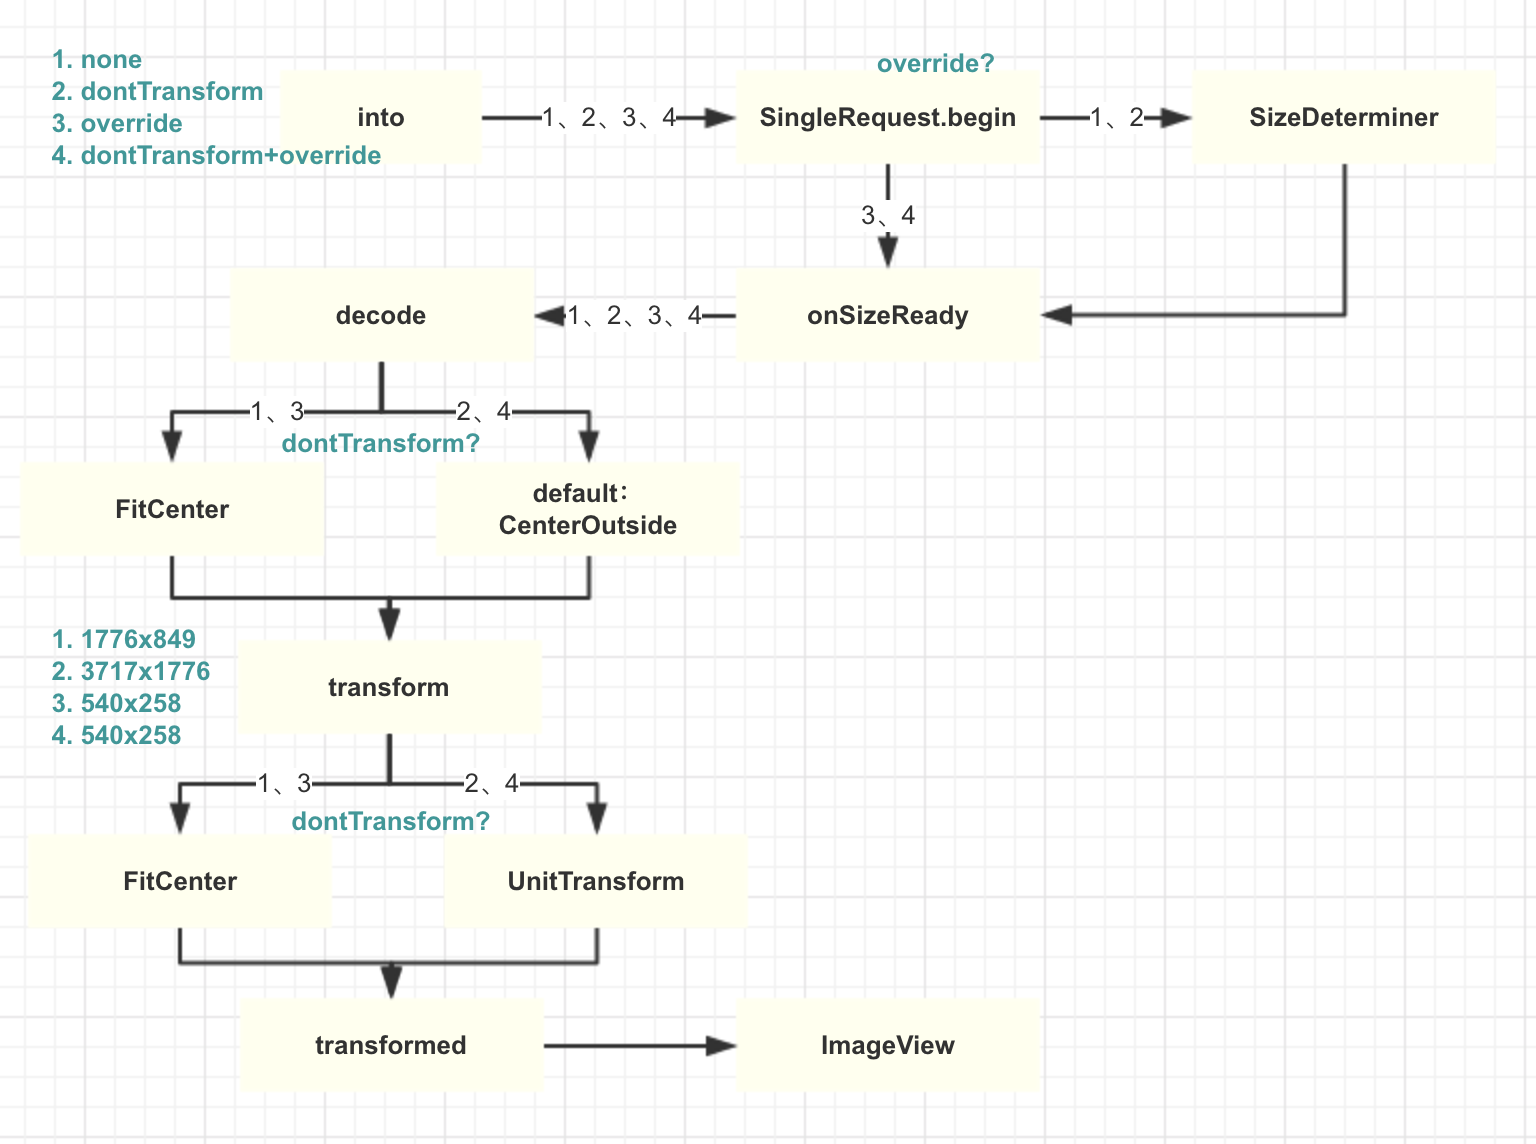 1. none
2. dontTransform
3. override
4. dontTransform+override
into
1、2、3、4
override?
SingleRequest.begin
1、2
SizeDeterminer
3、4
decode
1、2、3、4
onSizeReady
1、3
2、4
dontTransform?
FitCenter
default：
CenterOutside
1. 1776x849
2. 3717x1776
3. 540x258
4. 540x258
transform
1、3
2、4
dontTransform?
FitCenter
UnitTransform
transformed
ImageView